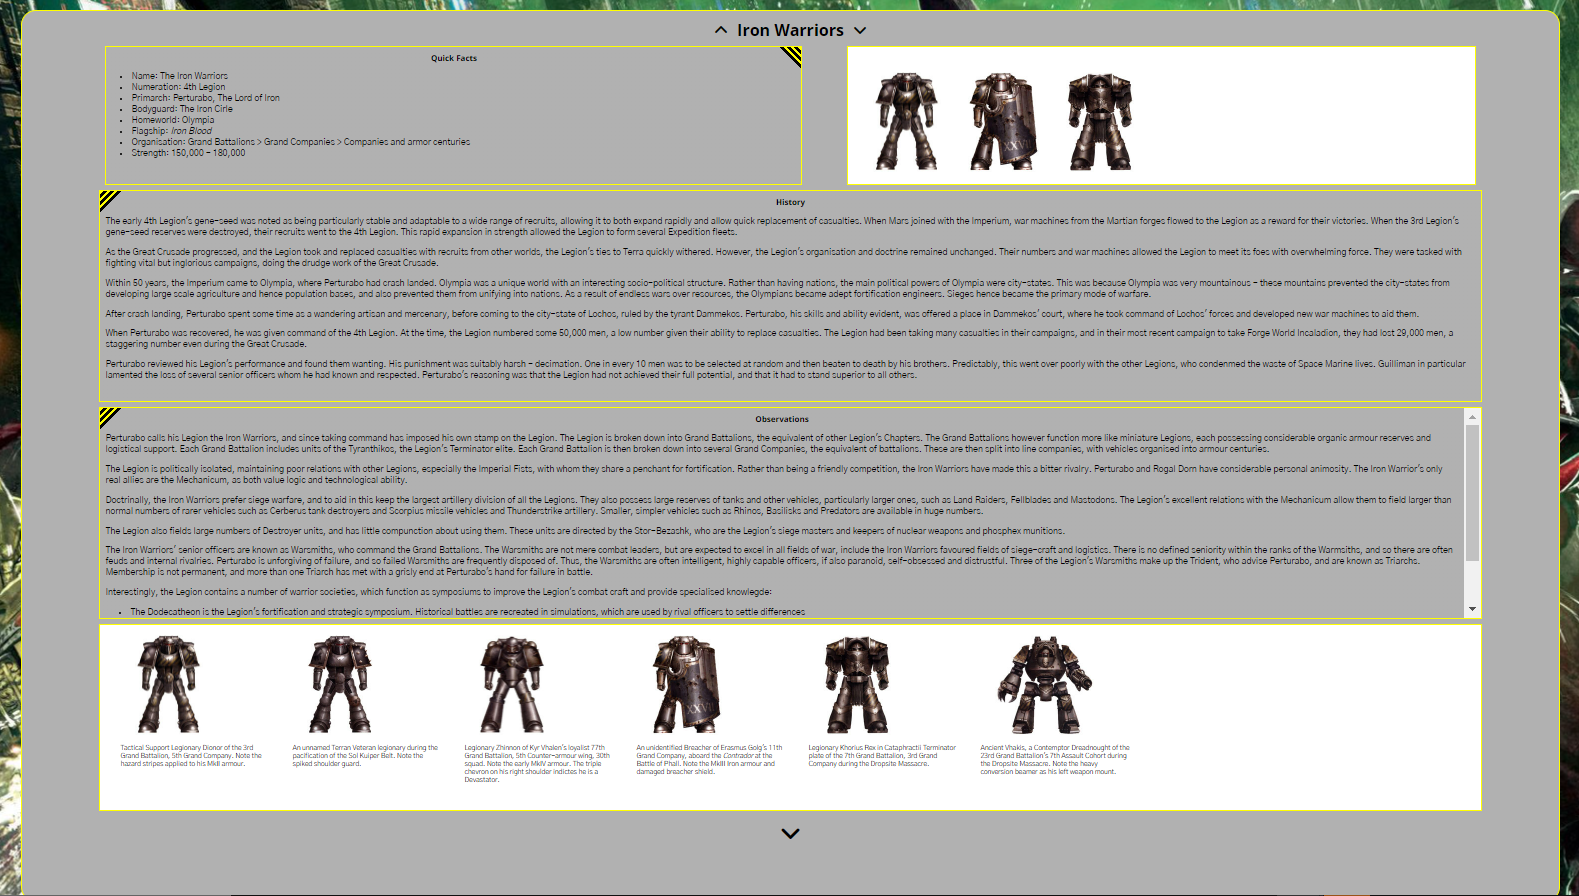 Iron Warriors
Quick Facts
Name: The Iron Warriors
Numeration: 4th Legion
Primarch: Perturabo, The Lord of Iron
Bodyguard: The Iron Cirle
Homeworld: Olympia
Flagship: Iron Blood
Organisation: Grand Battalions > Grand Companies > Companies and armor centuries
Strength: 150,000 - 180,000
History
The early 4th Legion's gene-seed was noted as being particularly stable and adaptable to a wide range of recruits, allowing it to both expand rapidly and allow quick replacement of casualties. When Mars joined with the Imperium, war machines from the Martian forges flowed to the Legion as a reward for their victories. When the 3rd Legion's
gene-seed reserves were destroyed, their recruits went to the 4th Legion. This rapid expansion in strength allowed the Legion to form several Expedition fleets.
As the Great Crusade progressed, and the Legion took and replaced casualties with recruits from other worlds, the Legion's ties to Terra quickly withered. However, the Legion's organisation and doctrine remained unchanged. Their numbers and war machines allowed the Legion to meet its foes with overwhelming force. They were tasked with
fighting vital but inglorious campaigns, doing the drudge work of the Great Crusade.
Within 50 years, the Imperium came to Olympia, where Perturabo had crash landed. Olympia was a unique world with an interesting socio-political structure. Rather than having nations, the main political powers of Olympia were city-states. This was because Olympia was very mountainous - these mountains prevented the city-states from
developing large scale agriculture and hence population bases, and also prevented them from unifying into nations. As a result of endless wars over resources, the Olympians became adept fortification engineers. Sieges hence became the primary mode of warfare.
After crash landing, Perturabo spent some time as a wandering artisan and mercenary, before coming to the city-state of Lochos, ruled by the tyrant Dammekos. Perturabo, his skills and ability evident, was offered a place in Dammekos' court, where he took command of Lochos' forces and developed new war machines to aid them.
When Perturabo was recovered, he was given command of the 4th Legion. At the time, the Legion numbered some 50,000 men, a low number given their ability to replace casualties. The Legion had been taking many casualties in their campaigns, and in their most recent campaign to take Forge World Incaladion, they had lost 29,000 men, a
staggering number even during the Great Crusade.
Perturabo reviewed his Legion's performance and found them wanting. His punishment was suitably harsh - decimation. One in every 10 men was to be selected at random and then beaten to death by his brothers. Predictably, this went over poorly with the other Legions, who condenmed the waste of Space Marine lives. Guilliman in particular
lamented the loss of several senior officers whom he had known and respected. Perturabo's reasoning was that the Legion had not achieved their full potential, and that it had to stand superior to all others.
Observations
Perturabo calls his Legion the Iron Warriors, and since taking command has imposed his own stamp on the Legion. The Legion is broken down into Grand Battalions, the equivalent of other Legion's Chapters. The Grand Battalions however function more like miniature Legions, each possessing considerable organic armour reserves and
logistical support. Each Grand Battalion includes units of the Tyranthikos, the Legion's Terminator elite. Each Grand Battalion is then broken down into several Grand Companies, the equivalent of battalions. These are then split into line companies, with vehicles organised into armour centuries.
The Legion is politically isolated, maintaining poor relations with other Legions, especially the Imperial Fists, with whom they share a penchant for fortification. Rather than being a friendly competition, the Iron Warriors have made this a bitter rivalry. Perturabo and Rogal Dorn have considerable personal animosity. The Iron Warrior's only
real allies are the Mechanicum, as both value logic and technological ability.
Doctrinally, the Iron Warriors prefer siege warfare, and to aid in this keep the largest artillery division of all the Legions. They also possess large reserves of tanks and other vehicles, particularly larger ones, such as Land Raiders, Fellblades and Mastodons. The Legion's excellent relations with the Mechanicum allow them to field larger than
normal numbers of rarer vehicles such as Cerberus tank destroyers and Scorpius missile vehicles and Thunderstrike artillery. Smaller, simpler vehicles such as Rhinos, Basilisks and Predators are available in huge numbers.
The Legion also fields large numbers of Destroyer units, and has little compunction about using them. These units are directed by the Stor-Bezashk, who are the Legion's siege masters and keepers of nuclear weapons and phosphex munitions.
The Iron Warriors' senior officers are known as Warsmiths, who command the Grand Battalions. The Warsmiths are not mere combat leaders, but are expected to excel in all fields of war, include the Iron Warriors favoured fields of siege-craft and logistics. There is no defined seniority within the ranks of the Warmsiths, and so there are often
feuds and internal rivalries. Perturabo is unforgiving of failure, and so failed Warsmiths are frequently disposed of. Thus, the Warsmiths are often intelligent, highly capable officers, if also paranoid, self-obsessed and distrustful. Three of the Legion's Warsmiths make up the Trident, who advise Perturabo, and are known as Triarchs.
Membership is not permanent, and more than one Triarch has met with a grisly end at Perturabo's hand for failure in battle.
Interestingly, the Legion contains a number of warrior societies, which function as symposiums to improve the Legion's combat craft and provide specialised knowlegde:
The Dodecatheon is the Legion's fortification and strategic symposium. Historical battles are recreated in simulations, which are used by rival officers to settle differences
Tactical Support Legionary Dionor of the 3rd
Grand Battalion, 5th Grand Company. Note the
hazard stripes applied to his MkII armour.
An unnamed Terran Veteran legionary during the
pacification of the Sol Kuiper Belt. Note the
spiked shoulder guard.
Legionary Zhinnon of Kyr Vhalen's loyalist 77th
Grand Battalion, 5th Counter-armour wing, 30th
squad. Note the early MkIV armour. The triple
chevron on his right shoulder indictes he is a
Devastator.
An unidentified Breacher of Erasmus Golg's 11th
Grand Company, aboard the Contrador at the
Battle of Phall. Note the MkIII Iron armour and
damaged breacher shield.
Legionary Khorius Rex in Cataphractii Terminator
plate of the 7th Grand Battalion, 3rd Grand
Company during the Dropsite Massacre.
Ancient Vhakis, a Contemptor Dreadnought of the
23rd Grand Battalion's 7th Assault Cohort during
the Dropsite Massacre. Note the heavy
conversion beamer as his left weapon mount.